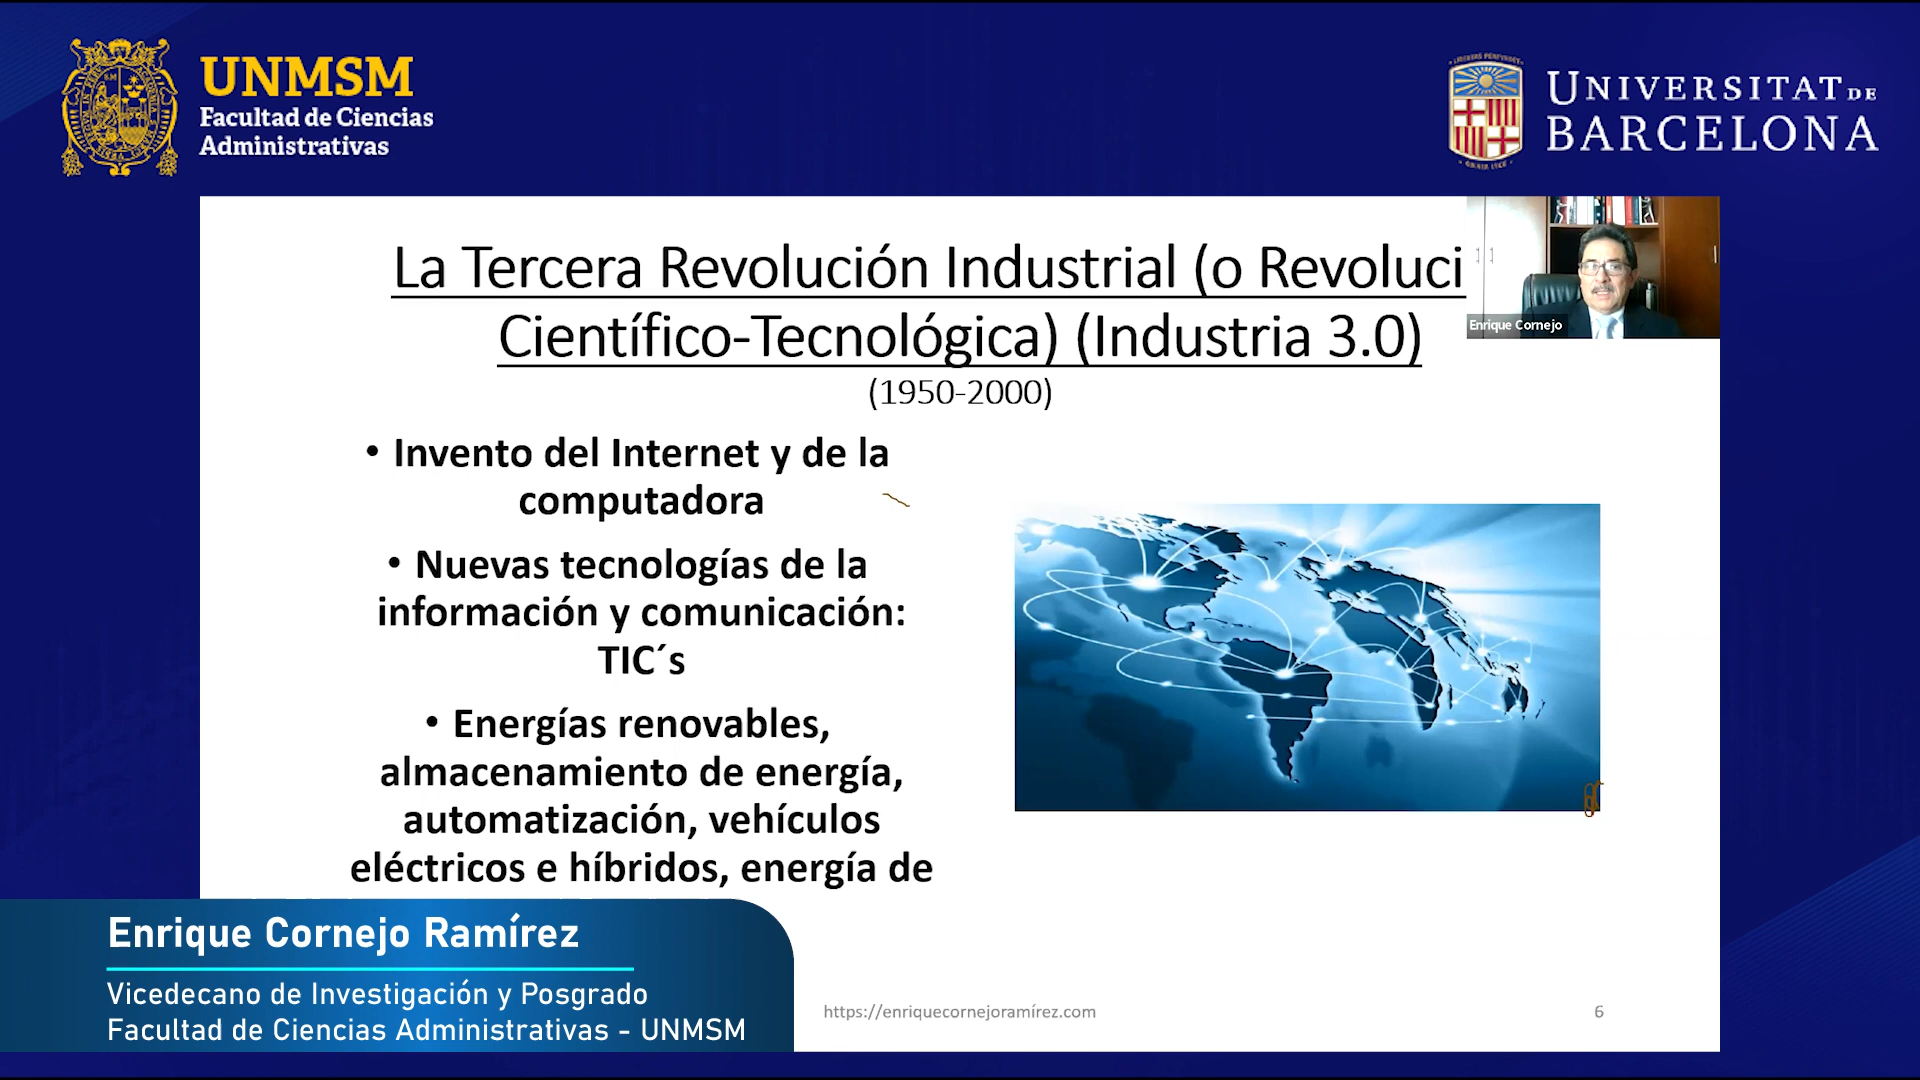 UNMSM
Facultad de Ciencias
Administrativas
UNIVERSITAT DE
BARCELONA
La Tercera Revolución Industrial (o Revoluci
Científico-Tecnológica) (Industria 3.0)
(1950-2000)
Enrique Cornejo
• Invento del Internet y de la
computadora
• Nuevas tecnologías de la
información y comunicación:
TIC´s
• Energías renovables,
almacenamiento de energía,
automatización, vehículos
eléctricos e híbridos, energía de
Enrique Cornejo Ramírez
Vicedecano de Investigación y Posgrado
Facultad de Ciencias Administrativas - UNMSM
https://enriquecornejoramírez.com
6